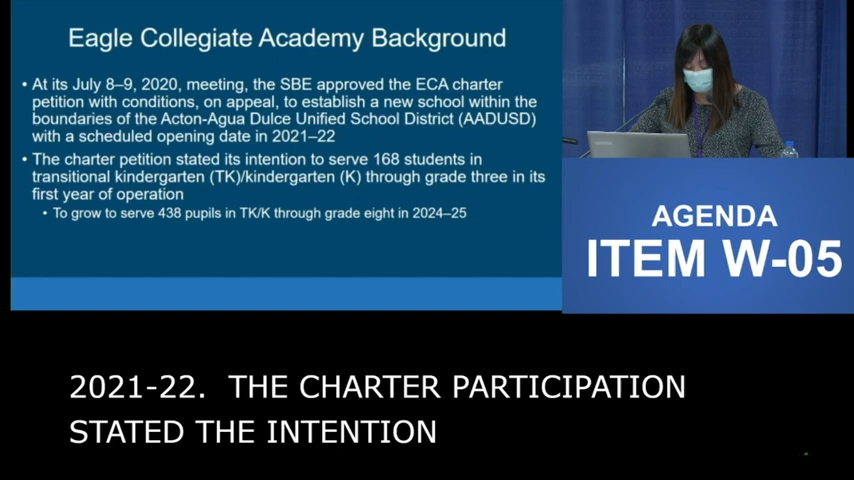 Eagle Collegiate Academy Background
• At its July 8–9, 2020, meeting, the SBE approved the ECA charter
petition with conditions, on appeal, to establish a new school within the
boundaries of the Acton-Agua Dulce Unified School District (AADUSD)
with a scheduled opening date in 2021–22
• The charter petition stated its intention to serve 168 students in
transitional kindergarten (TK)/kindergarten (K) through grade three in its
first year of operation
• To grow to serve 438 pupils in TK/K through grade eight in 2024–25
AGENDA
ITEM W-05
2021-22.  THE CHARTER PARTICIPATION
STATED THE INTENTION